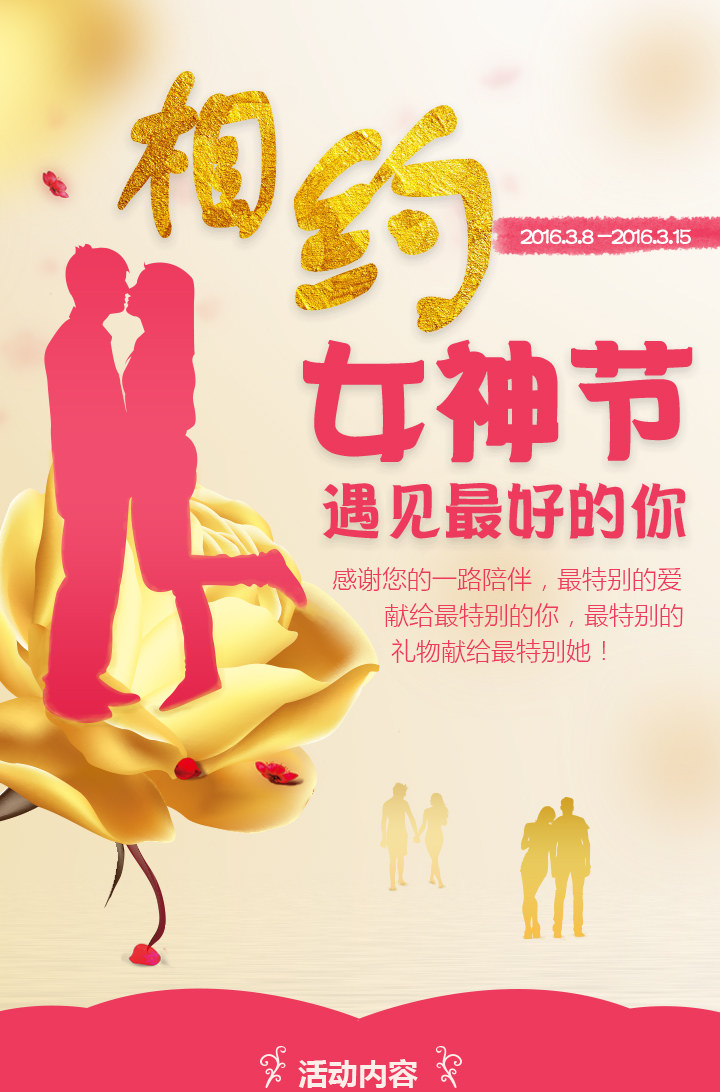 相约
2016.3.8 —2016.3.15
女神节
遇见最好的你
感谢您的一路陪伴，最特别的爱
献给最特别的你，最特别的
礼物献给最特别她！
活动内容